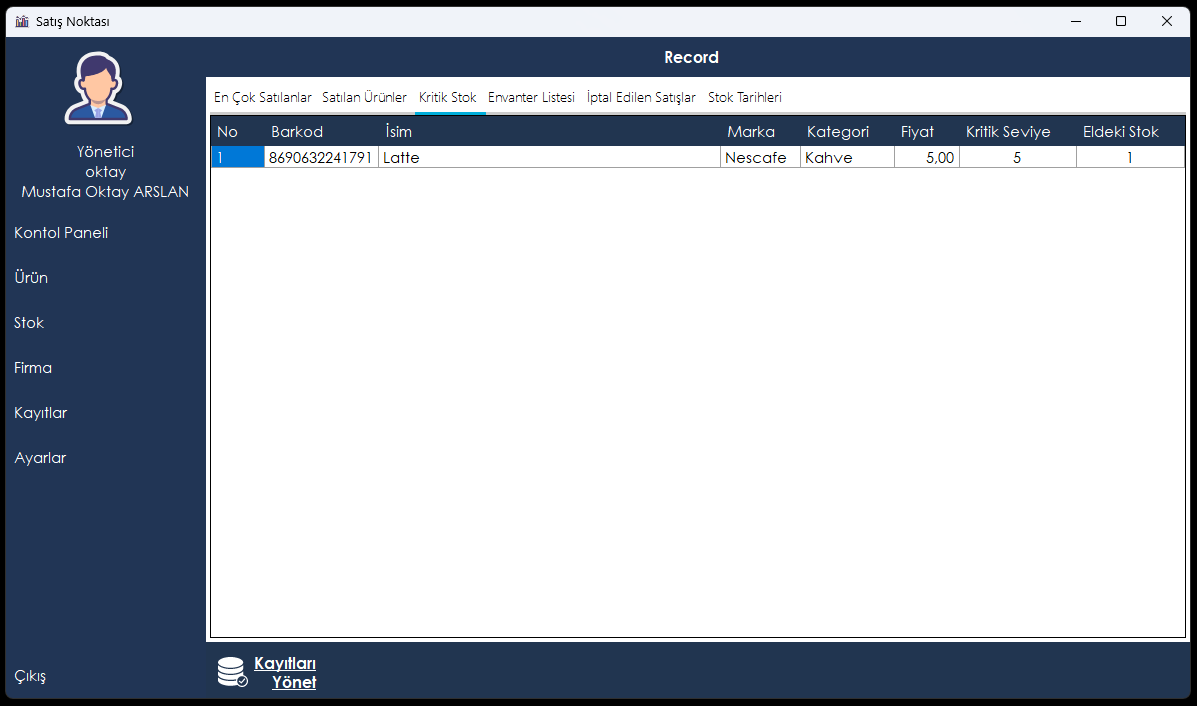 Satış Noktası
Record
Yönetici
oktay
Mustafa Oktay ARSLAN
Kontol Paneli
Ürün
Stok
Firma
Kayıtlar
Ayarlar
Çıkış
En Çok Satılanlar Satılan Ürünler Kritik Stok Envanter Listesi İptal Edilen Satışlar Stok Tarihleri
No Barkod İsim Marka Kategori Fiyat Kritik Seviye Eldeki Stok
1 8690632241791 Latte Nescafe Kahve 5,00 5 1
Kayıtları
Yönet